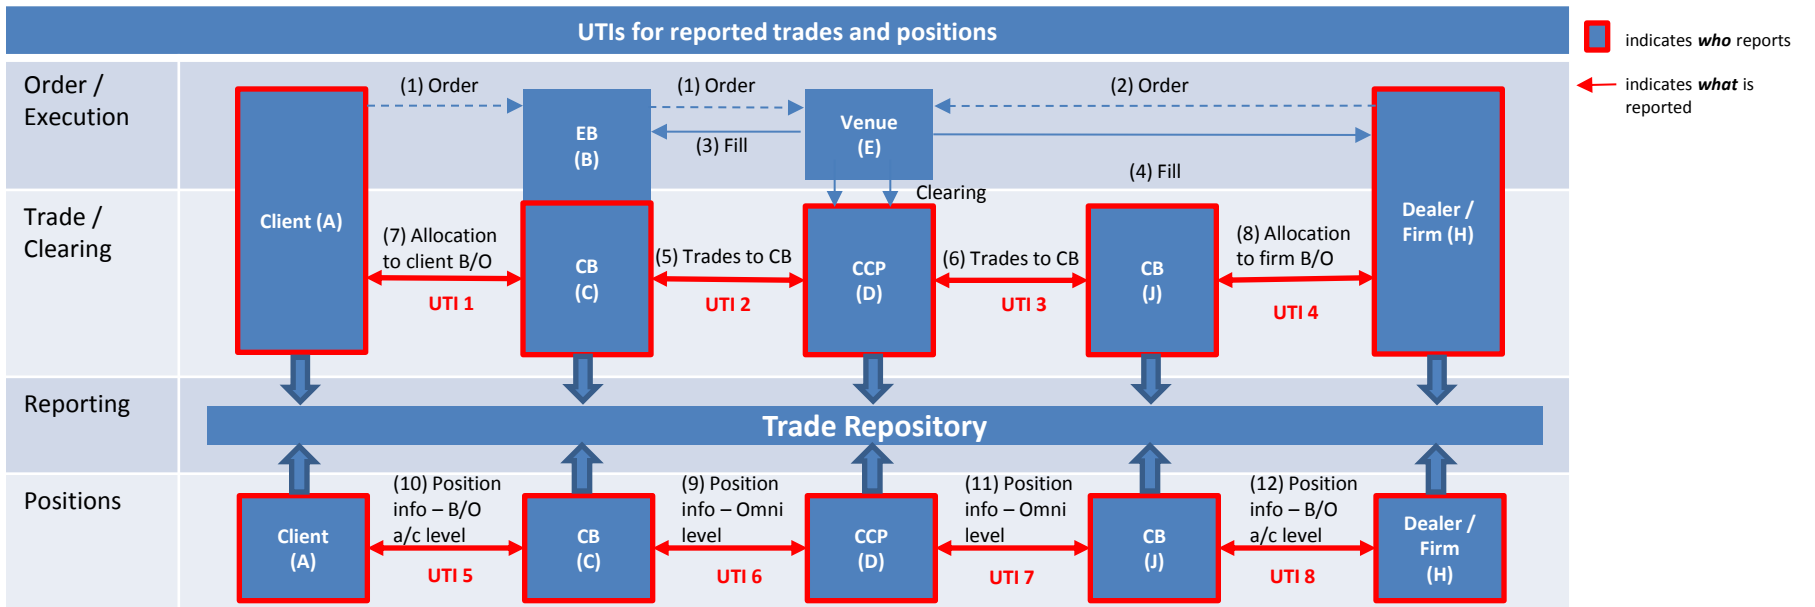 UTIs for reported trades and positions
indicates who reports
indicates what is
reported
Order /
Execution
(1) Order
(1) Order
(2) Order
EB
(B)
Venue
(E)
(3) Fill
(4) Fill
Clearing
Trade /
Clearing
Client (A)
(7) Allocation
to client B/O
UTI 1
CB
(C)
(5) Trades to CB
UTI 2
CCP
(D)
(6) Trades to CB
UTI 3
CB
(J)
(8) Allocation
to firm B/O
UTI 4
Dealer /
Firm (H)
Reporting
Trade Repository
Positions
Client
(A)
(10) Position
info – B/O
a/c level
UTI 5
CB
(C)
(9) Position
info – Omni
level
UTI 6
CCP
(D)
(11) Position
info – Omni
level
UTI 7
CB
(J)
(12) Position
info – B/O
a/c level
UTI 8
Dealer /
Firm
(H)